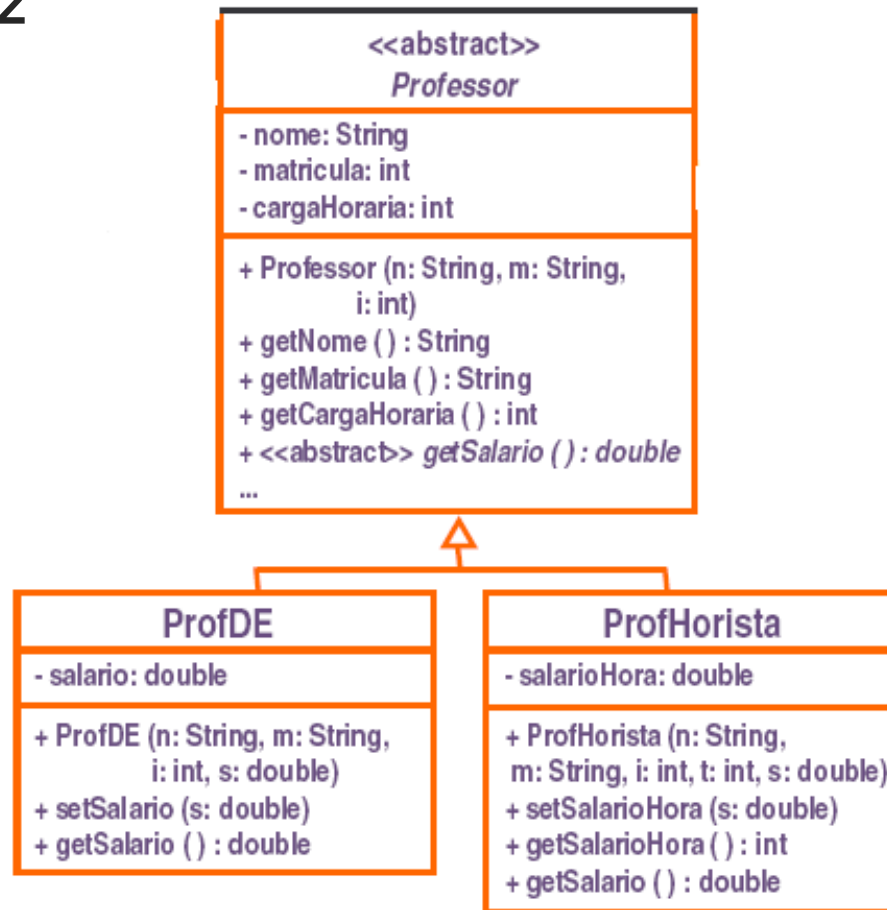 2
<<abstract>>
Professor
- nome: String
- matricula: int
- cargaHoraria: int
+ Professor (n: String, m: String,
i: int)
+ getNome ( ) : String
+ getMatricula ( ) : String
+ getCargaHoraria ( ) : int
+ <<abstract>> getSalario ( ) : double
...
ProfDE
- salario: double
+ ProfDE (n: String, m: String,
i: int, s: double)
+ setSalario (s: double)
+ getSalario ( ) : double
ProfHorista
- salarioHora: double
+ ProfHorista (n: String,
m: String, i: int, t: int, s: double)
+ setSalarioHora (s: double)
+ getSalarioHora ( ) : int
+ getSalario ( ) : double